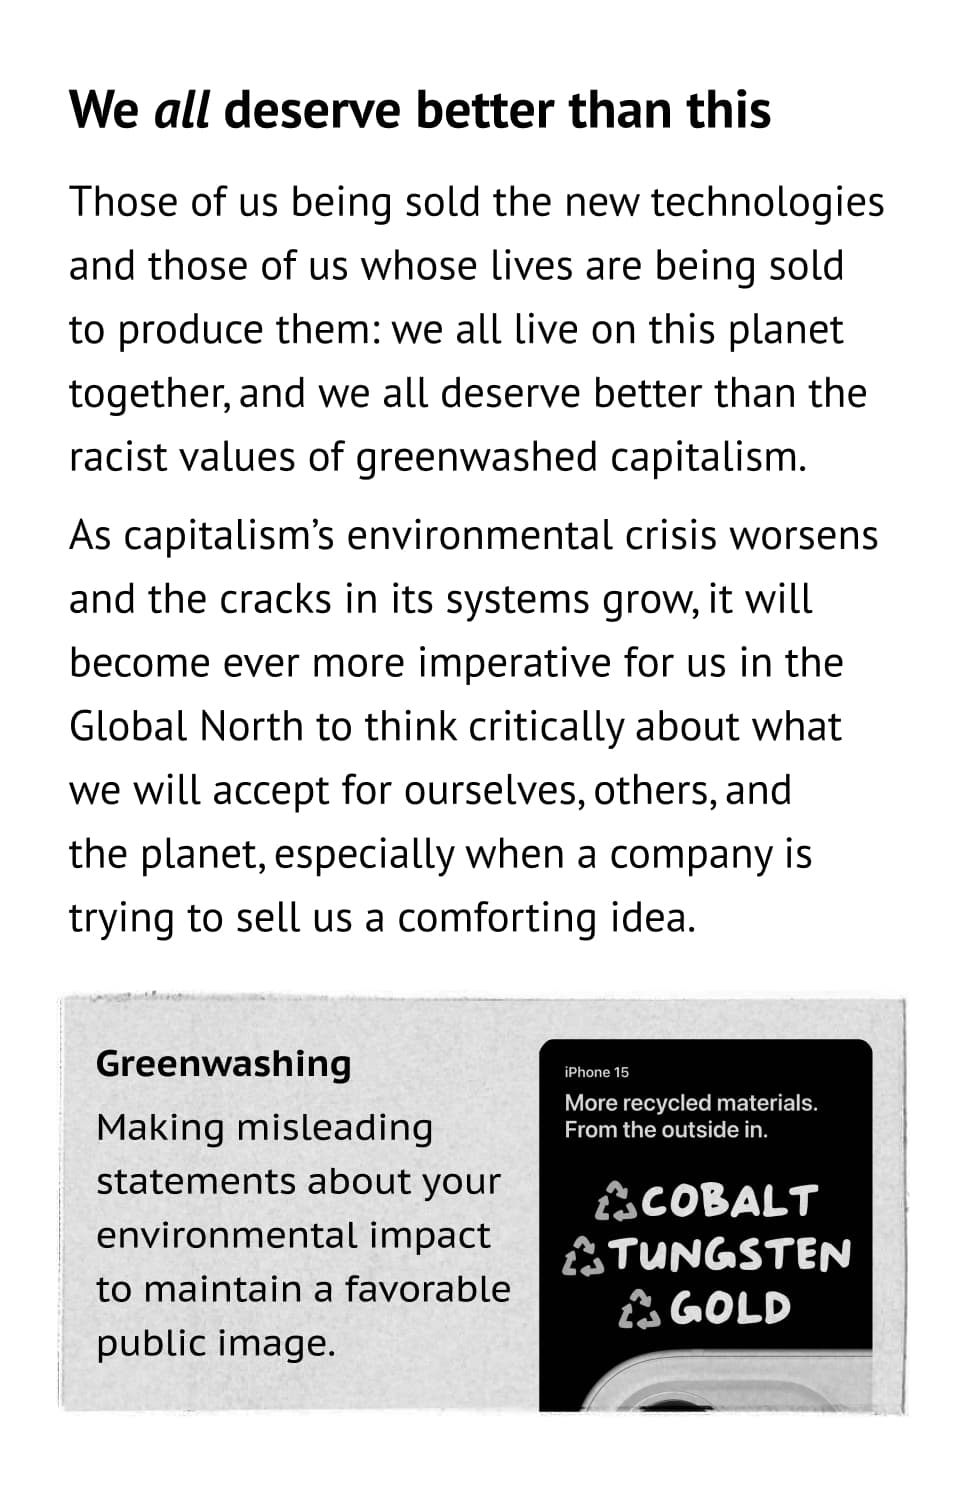 We all deserve better than this
Those of us being sold the new technologies
and those of us whose lives are being sold
to produce them: we all live on this planet
together, and we all deserve better than the
racist values of greenwashed capitalism.
As capitalism’s environmental crisis worsens
and the cracks in its systems grow, it will
become ever more imperative for us in the
Global North to think critically about what
we will accept for ourselves, others, and
the planet, especially when a company is
trying to sell us a comforting idea.
Greenwashing
Making misleading
statements about your
environmental impact
to maintain a favorable
public image.
iPhone 15
More recycled materials.
From the outside in.
COBALT
TUNGSTEN
GOLD